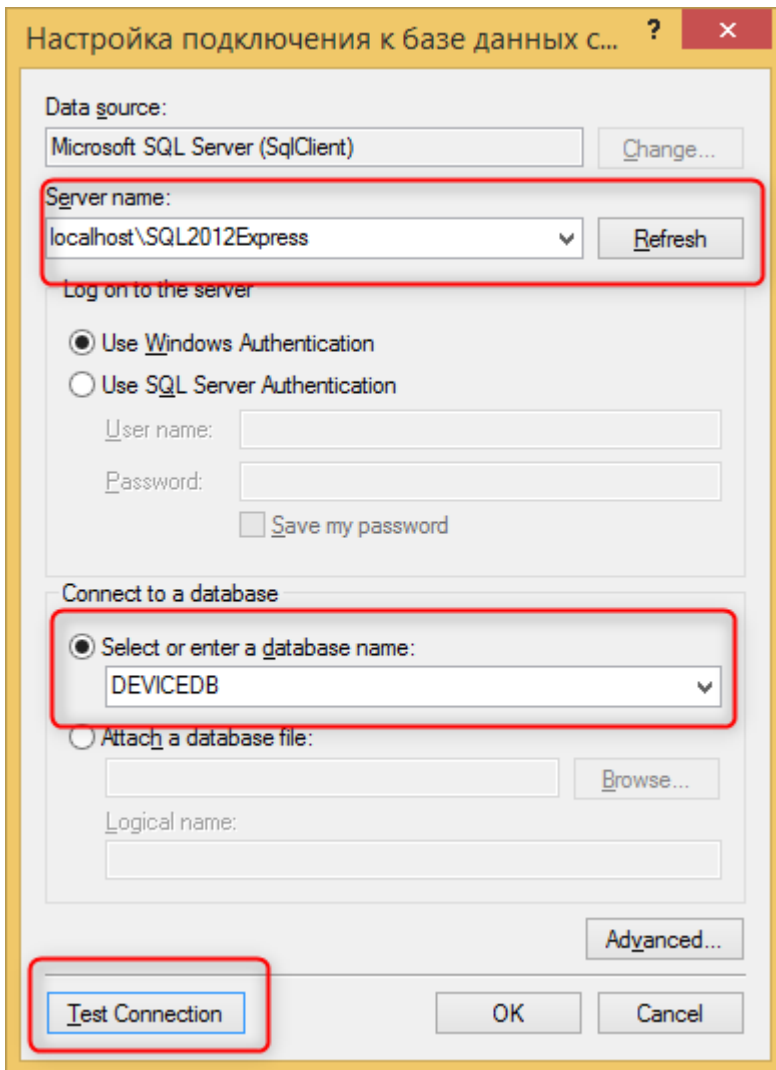 Настройка подключения к базе данных с... ? ×
Data source:
Microsoft SQL Server (SqlClient) Change...
Server name:
localhost\SQL2012Express Refresh
Log on to the server
Use Windows Authentication
Use SQL Server Authentication
User name:
Password:
Save my password
Connect to a database
Select or enter a database name:
DEVICEDB
Attach a database file:
Browse...
Logical name:
Advanced...
Test Connection OK Cancel